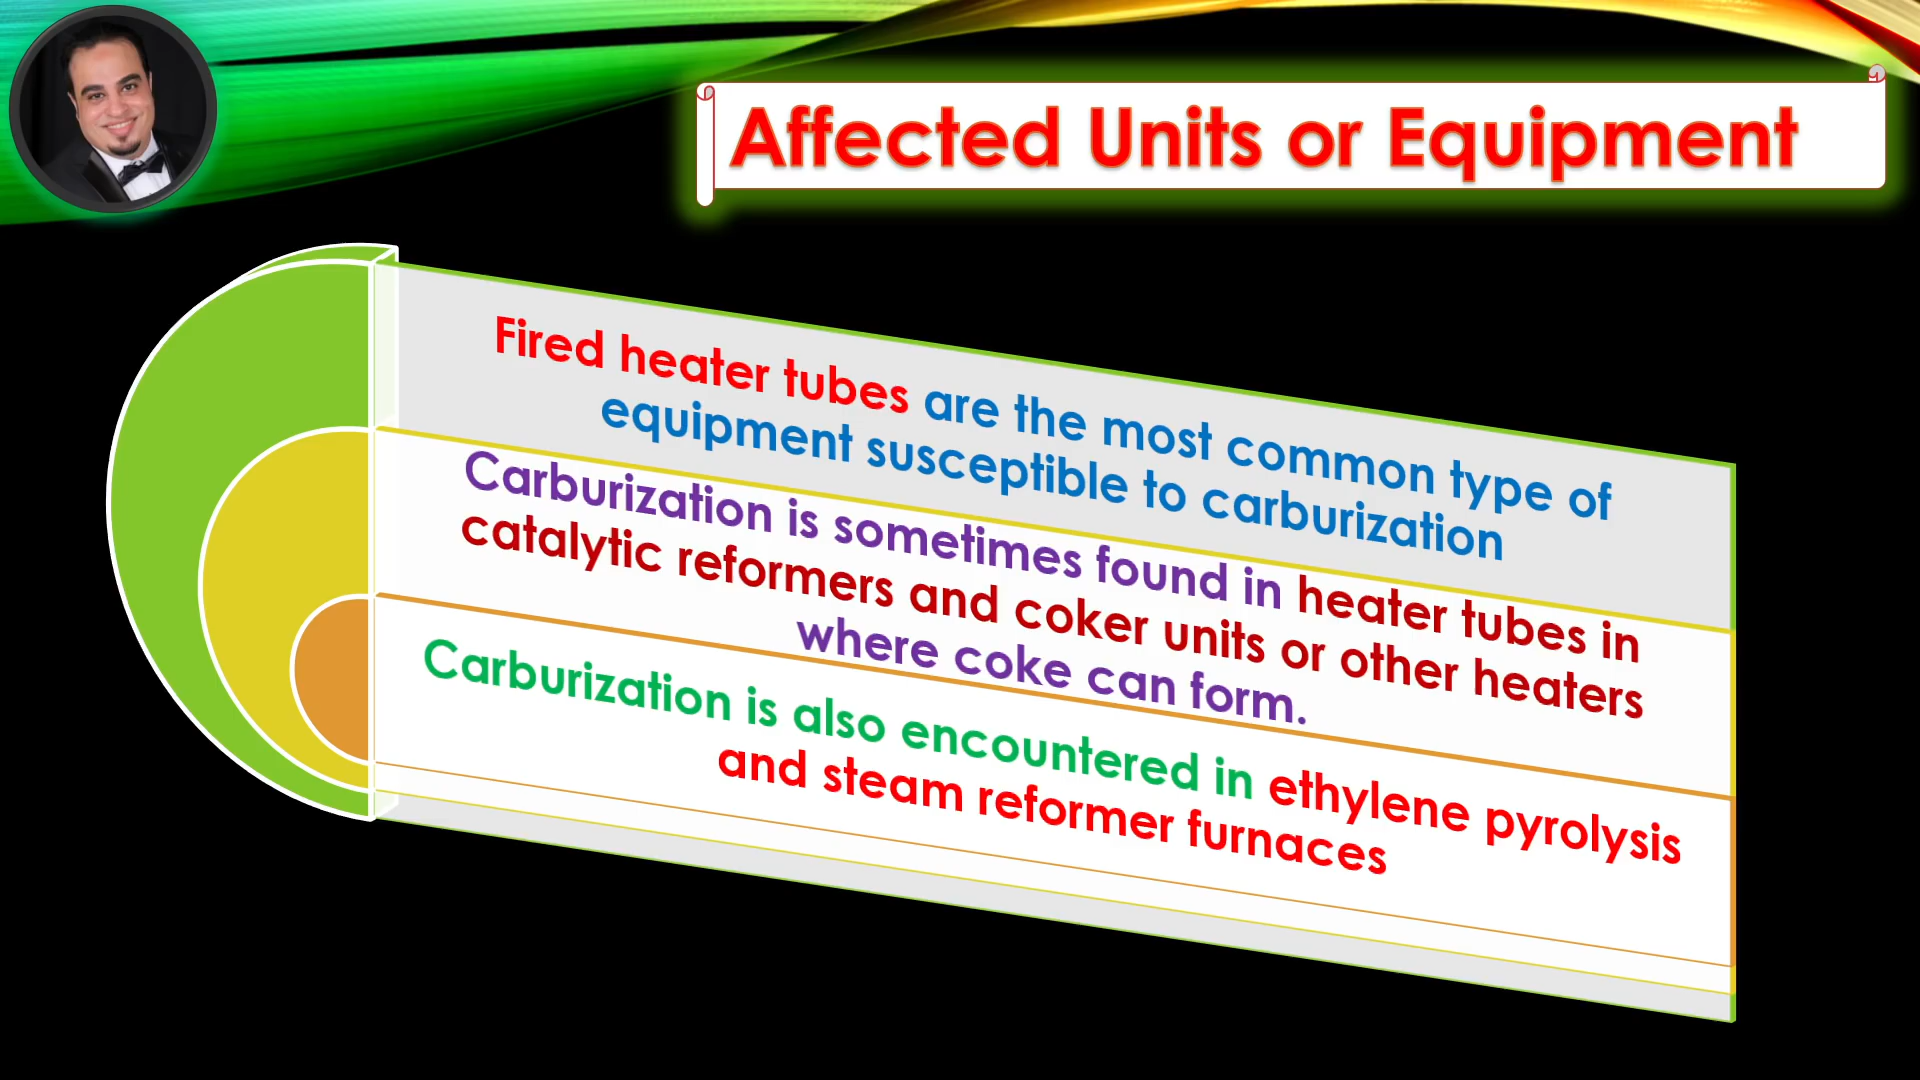 Affected Units or Equipment
Fired heater tubes are the most common type of
equipment susceptible to carburization
Carburization is sometimes found in heater tubes in
catalytic reformers and coker units or other heaters
where coke can form.
Carburization is also encountered in ethylene pyrolysis
and steam reformer furnaces